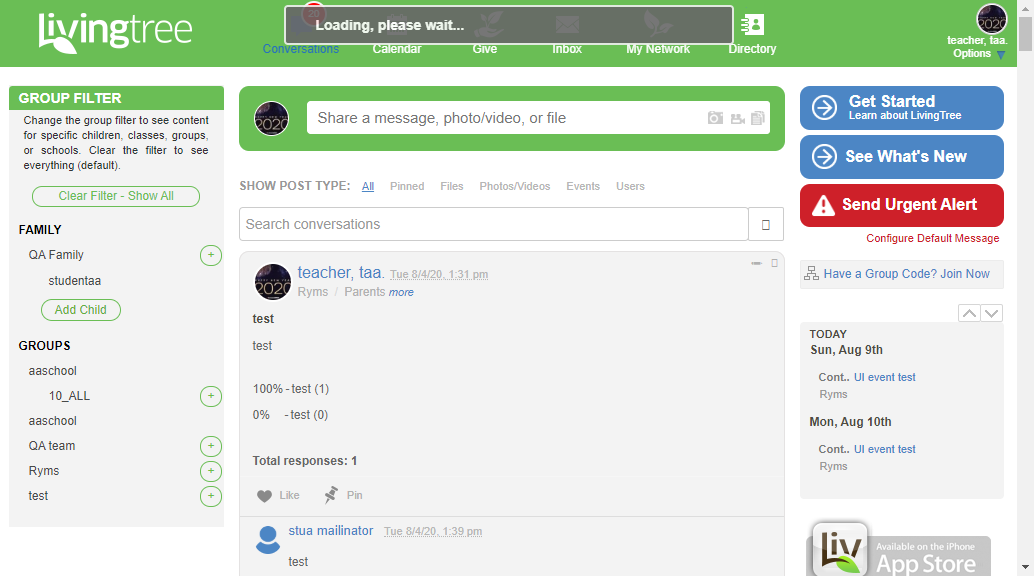 livingtree
20
Loading, please wait...
Conversations
Calendar
Give
Inbox
My Network
Directory
teacher, taa.
Options
GROUP FILTER
Change the group filter to see content
for specific children, classes, groups,
or schools. Clear the filter to see
everything (default).
Clear Filter - Show All
FAMILY
QA Family
studentaa
Add Child
GROUPS
aaschool
10_ALL
aaschool
QA team
Ryms
test
2020
Share a message, photo/video, or file
SHOW POST TYPE: All Pinned Files Photos/Videos Events Users
Search conversations
2020
teacher, taa. Tue 8/4/20, 1:31 pm
Ryms / Parents more
test
test
100% - test (1)
0% - test (0)
Total responses: 1
Like Pin
stua mailinator Tue 8/4/20, 1:39 pm
test
2020
Get Started
Learn about LivingTree
See What's New
Send Urgent Alert
Configure Default Message
Have a Group Code? Join Now
TODAY
Sun, Aug 9th
Cont.. UI event test
Ryms
Mon, Aug 10th
Cont.. UI event test
Ryms
Liv
Available on the iPhone
App Store